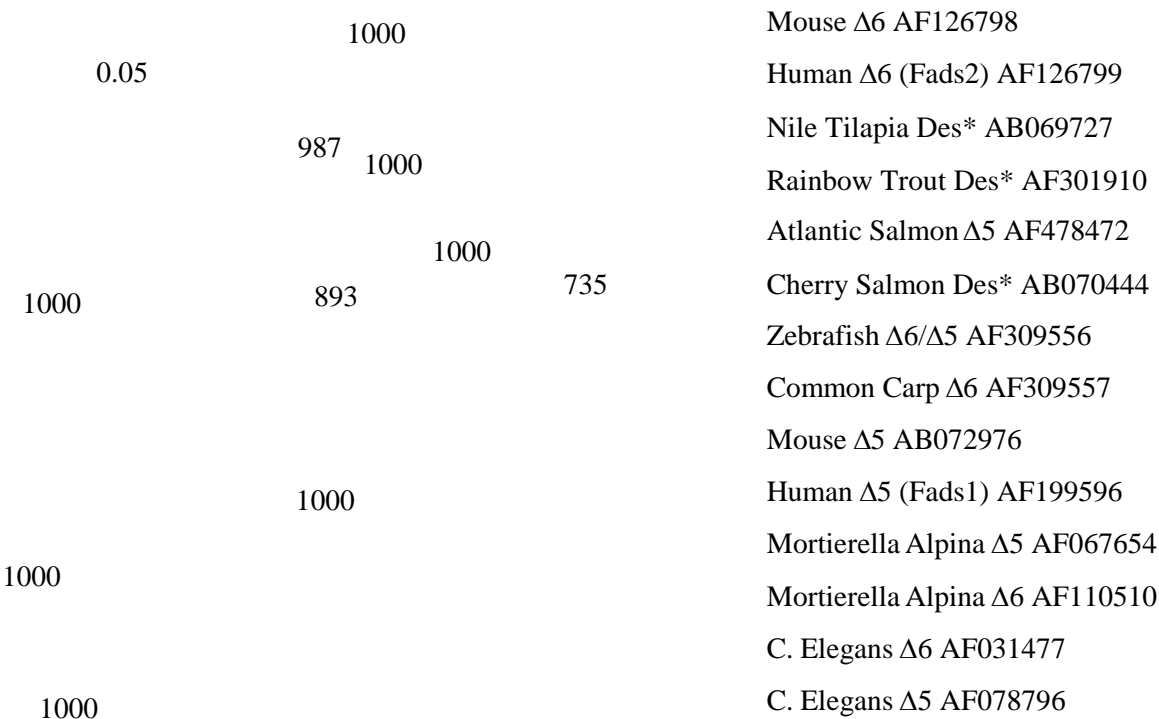 1000
Mouse Δ6 AF126798
0.05
Human Δ6 (Fads2) AF126799
Nile Tilapia Des* AB069727
987
1000
Rainbow Trout Des* AF301910
Atlantic Salmon Δ5 AF478472
1000
735
Cherry Salmon Des* AB070444
1000
893
Zebrafish Δ6/Δ5 AF309556
Common Carp Δ6 AF309557
Mouse Δ5 AB072976
1000
Human Δ5 (Fads1) AF199596
Mortierella Alpina Δ5 AF067654
1000
Mortierella Alpina Δ6 AF110510
C. Elegans Δ6 AF031477
1000
C. Elegans Δ5 AF078796